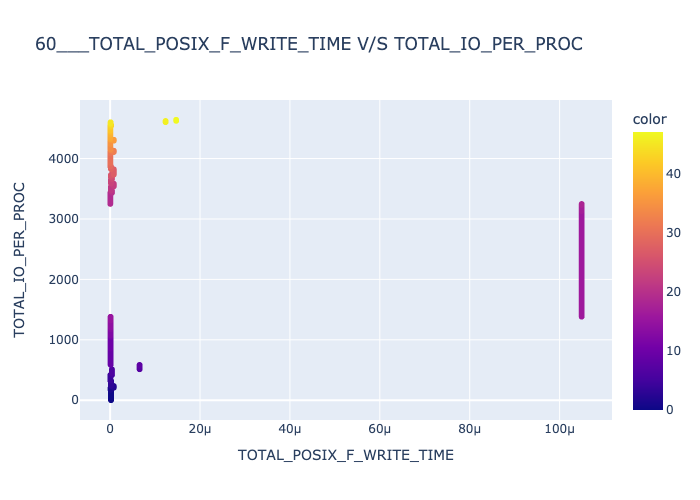 60___TOTAL_POSIX_F_WRITE_TIME V/S TOTAL_IO_PER_PROC
color
TOTAL_IO_PER_PROC
4000
3000
2000
1000
0
40
30
20
10
0
0
20μ
40μ
60μ
80μ
100μ
TOTAL_POSIX_F_WRITE_TIME